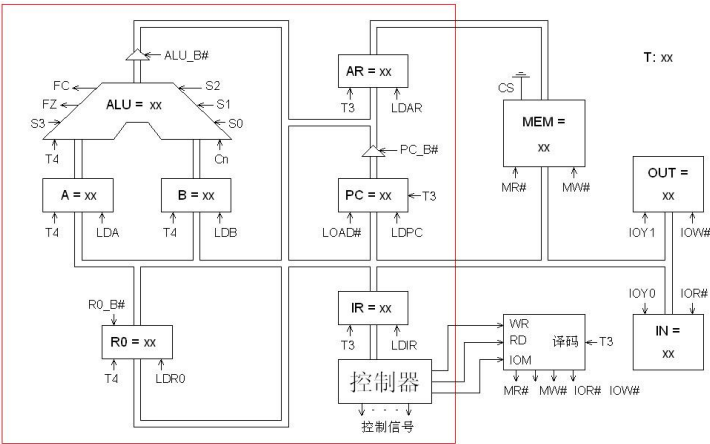 ALU_B#
FC
S2
FZ
ALU = xx
S1
S3
S0
T4
Cn
AR = xx
T3
LDAR
T: xx
CS
MEM =
xx
MR#
MW#
PC_B#
A = xx
B = xx
PC = xx
T3
T4
LDA
T4
LDB
LOAD#
LDPC
OUT =
xx
IOY1
IOW#
R0_B#
R0 = xx
T4
LDR0
IR = xx
T3
LDIR
IOY0
IOR#
IN =
xx
WR
RD
译码
T3
IOM
MR#
MW#
IOR#
IOW#
控制器
· · ·
控制信号